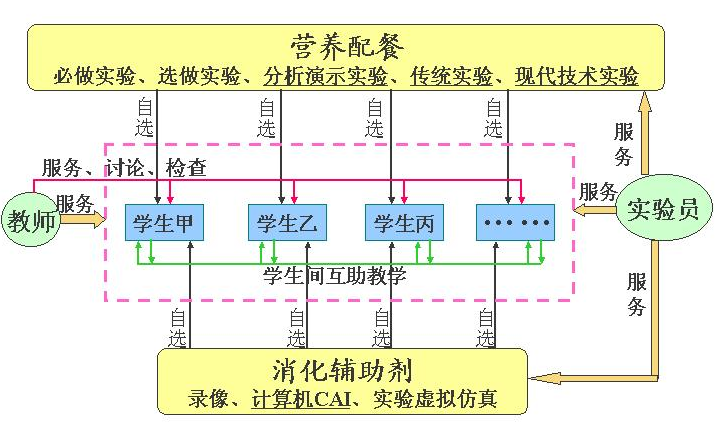 营养配餐
必做实验、选做实验、分析演示实验、传统实验、现代技术实验
自选
自选
自选
自选
服务
服务、讨论、检查
教师
服务
学生甲
学生乙
学生丙
…… 
服务
实验员
学生间互助教学
服务
自选
自选
自选
自选
消化辅助剂
录像、计算机CAI、实验虚拟仿真